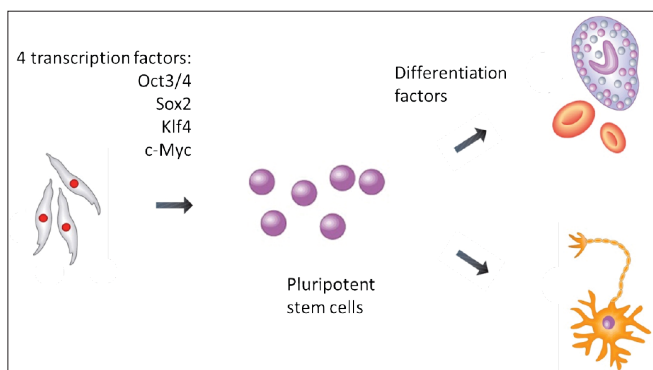 4 transcription factors:
Oct3/4
Sox2
Klf4
c-Myc
Differentiation
factors
Pluripotent
stem cells